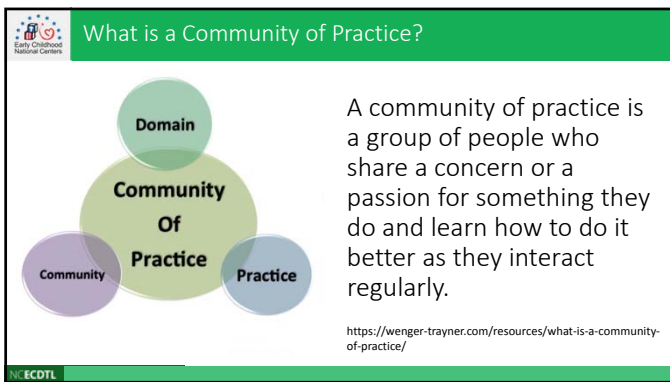 Early Childhood
National Centers
What is a Community of Practice?
Domain
Community
Of
Practice
Community
Practice
A community of practice is
a group of people who
share a concern or a
passion for something they
do and learn how to do it
better as they interact
regularly.
https://wenger-trayner.com/resources/what-is-a-community-
of-practice/
NCECDTL